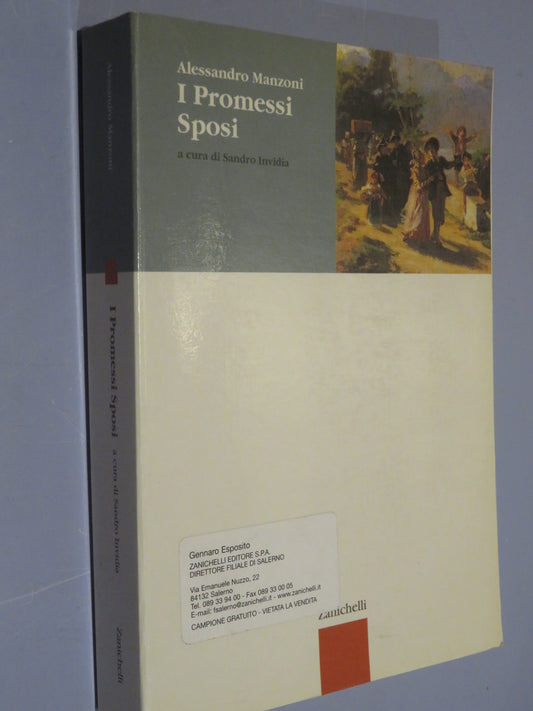 Alessandro Manzoni
I Promessi
Sposi
a cura di Sandro Invidia
Alessandro Manzoni
I Promessi Sposi
a cura di Sandro Invidia
Zanichelli
Gennaro Esposito
ZANICHELLI EDITORE S.P.A.
DIRETTORE FILIALE DI SALERNO
Via Emanuele Nuzzo, 22
84132 Salerno
Tel. 089 33 94 00 - Fax 089 33 00 05
E-mail; fsalerno@zanichelli.it - www.zanichelli.it
CAMPIONE GRATUITO - VIETATA LA VENDITA
Zanichelli